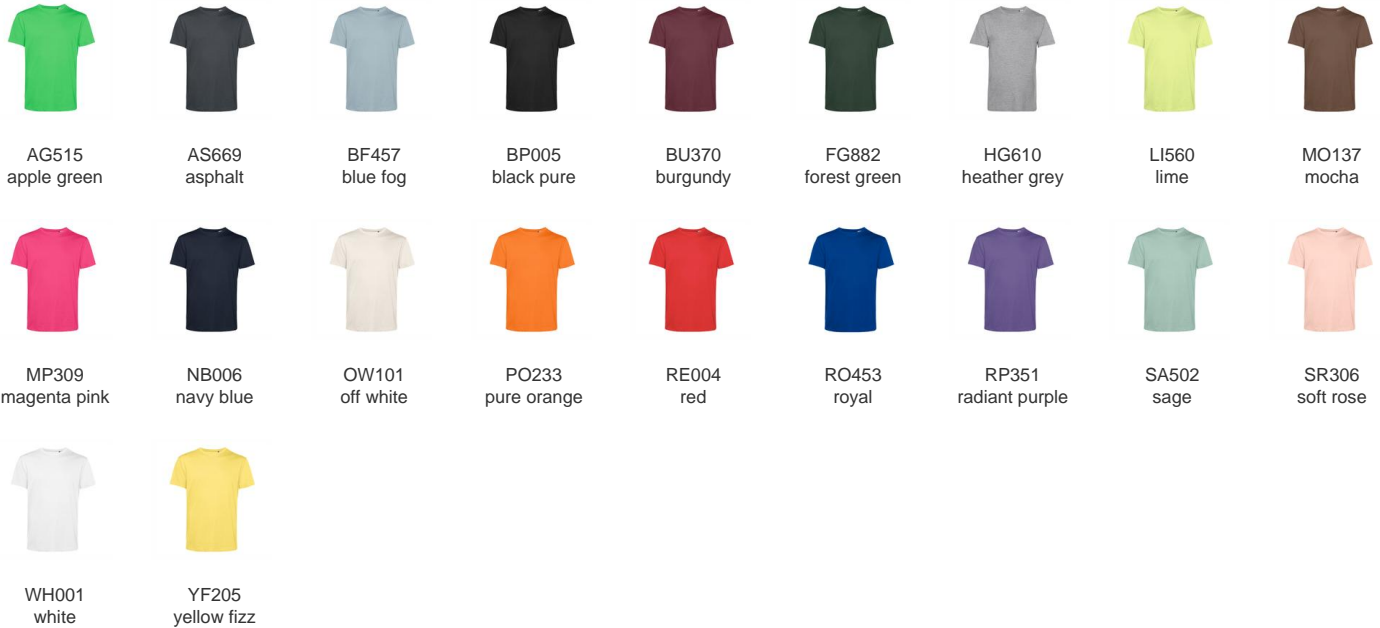 AG515
apple green
AS669
asphalt
BF457
blue fog
BP005
black pure
BU370
burgundy
FG882
forest green
HG610
heather grey
LI560
lime
MO137
mocha
MP309
magenta pink
NB006
navy blue
OW101
off white
PO233
pure orange
RE004
red
RO453
royal
RP351
radiant purple
SA502
sage
SR306
soft rose
WH001
white
YF205
yellow fizz